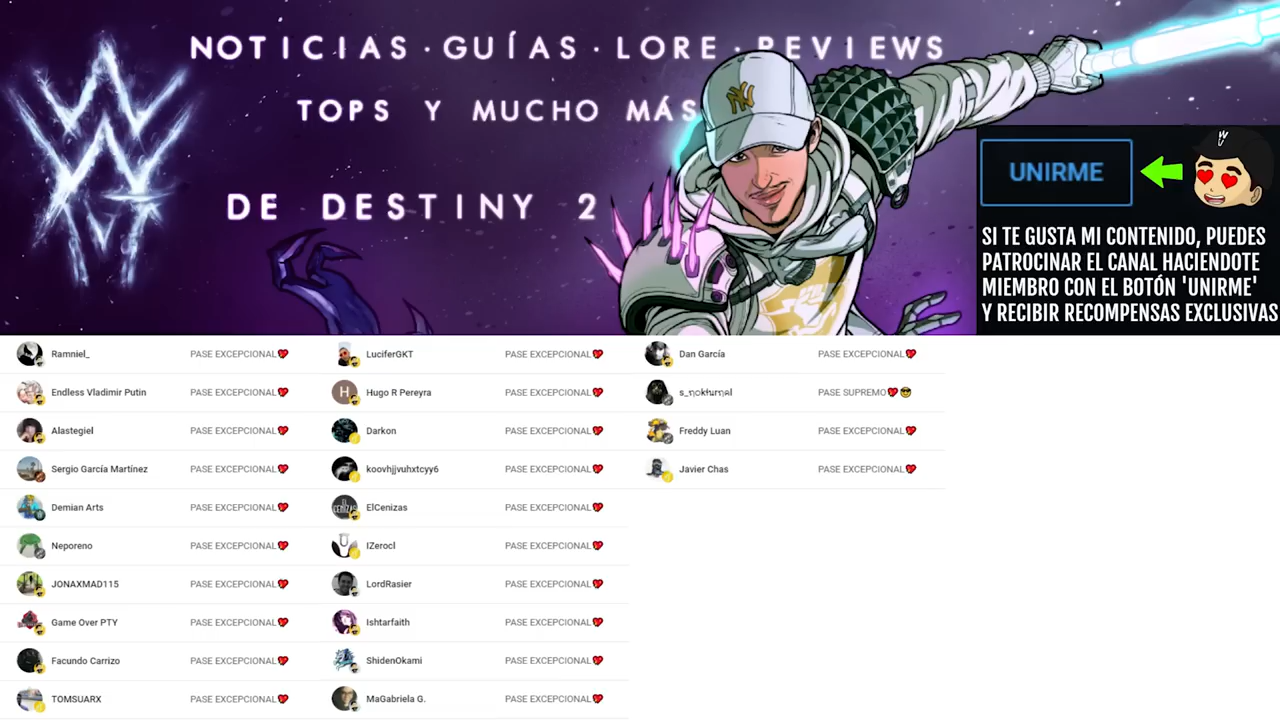 NOTICIAS · GUÍAS · LORE · REVIEWS
TOPS Y MUCHO MÁS
DE DESTINY 2
UNIRME
SI TE GUSTA MI CONTENIDO, PUEDES
PATROCINAR EL CANAL HACIENDOTE
MIEMBRO CON EL BOTÓN 'UNIRME'
Y RECIBIR RECOMPENSAS EXCLUSIVAS
Ramniel_ PASE EXCEPCIONAL
Endless Vladimir Putin PASE EXCEPCIONAL
Alastegiel PASE EXCEPCIONAL
Sergio García Martínez PASE EXCEPCIONAL
Demian Arts PASE EXCEPCIONAL
Neporeno PASE EXCEPCIONAL
JONAXMAD115 PASE EXCEPCIONAL
Game Over PTY PASE EXCEPCIONAL
Facundo Carrizo PASE EXCEPCIONAL
TOMSUARX PASE EXCEPCIONAL
LuciferGKT PASE EXCEPCIONAL
H Hugo R Pereyra PASE EXCEPCIONAL
Darkon PASE EXCEPCIONAL
koovhjjvuhxtcyy6 PASE EXCEPCIONAL
ElCenizas PASE EXCEPCIONAL
IZerocl PASE EXCEPCIONAL
LordRasier PASE EXCEPCIONAL
Ishtarfaith PASE EXCEPCIONAL
ShidenOkami PASE EXCEPCIONAL
MaGabriela G. PASE EXCEPCIONAL
Dan García PASE EXCEPCIONAL
PASE SUPREMO
Freddy Luan PASE EXCEPCIONAL
Javier Chas PASE EXCEPCIONAL